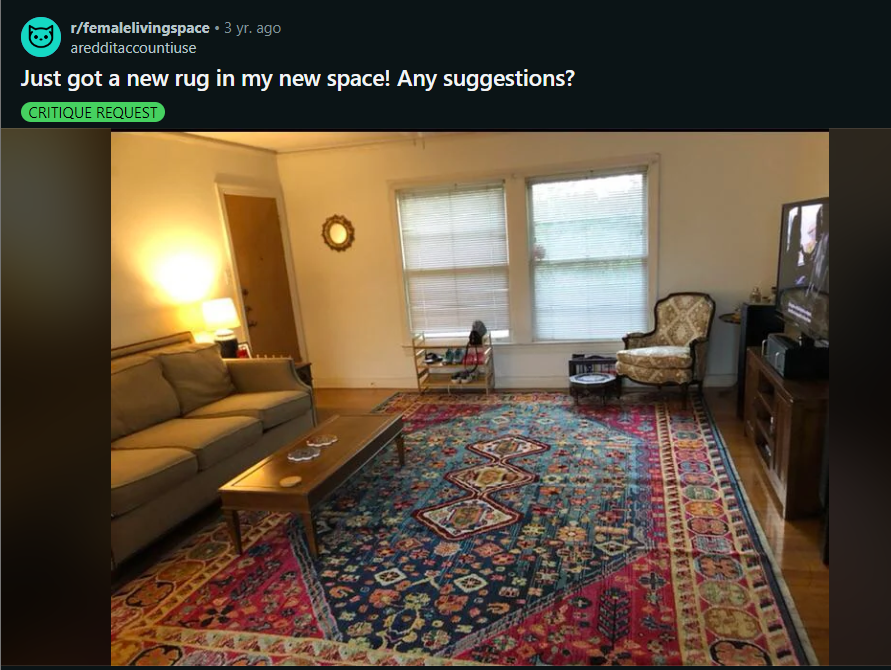 r/femalelivingspace • 3 yr. ago
aredditaccountiuse
Just got a new rug in my new space! Any suggestions?
CRITIQUE REQUEST